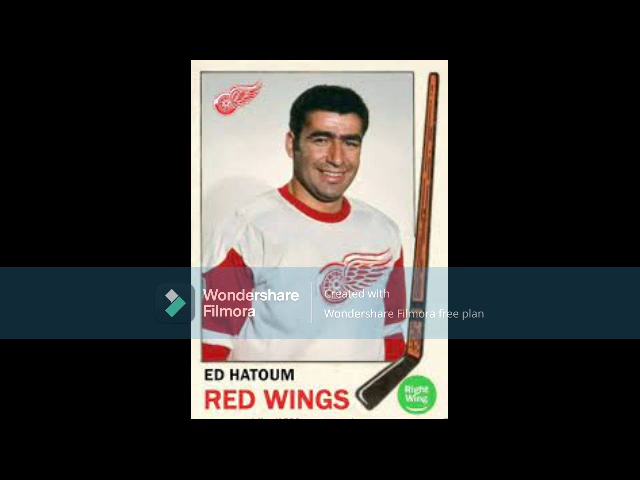 Wondershare
Filmora
Created with
Wondershare Filmora free plan
ED HATOUM
RED WINGS
Right
Wing